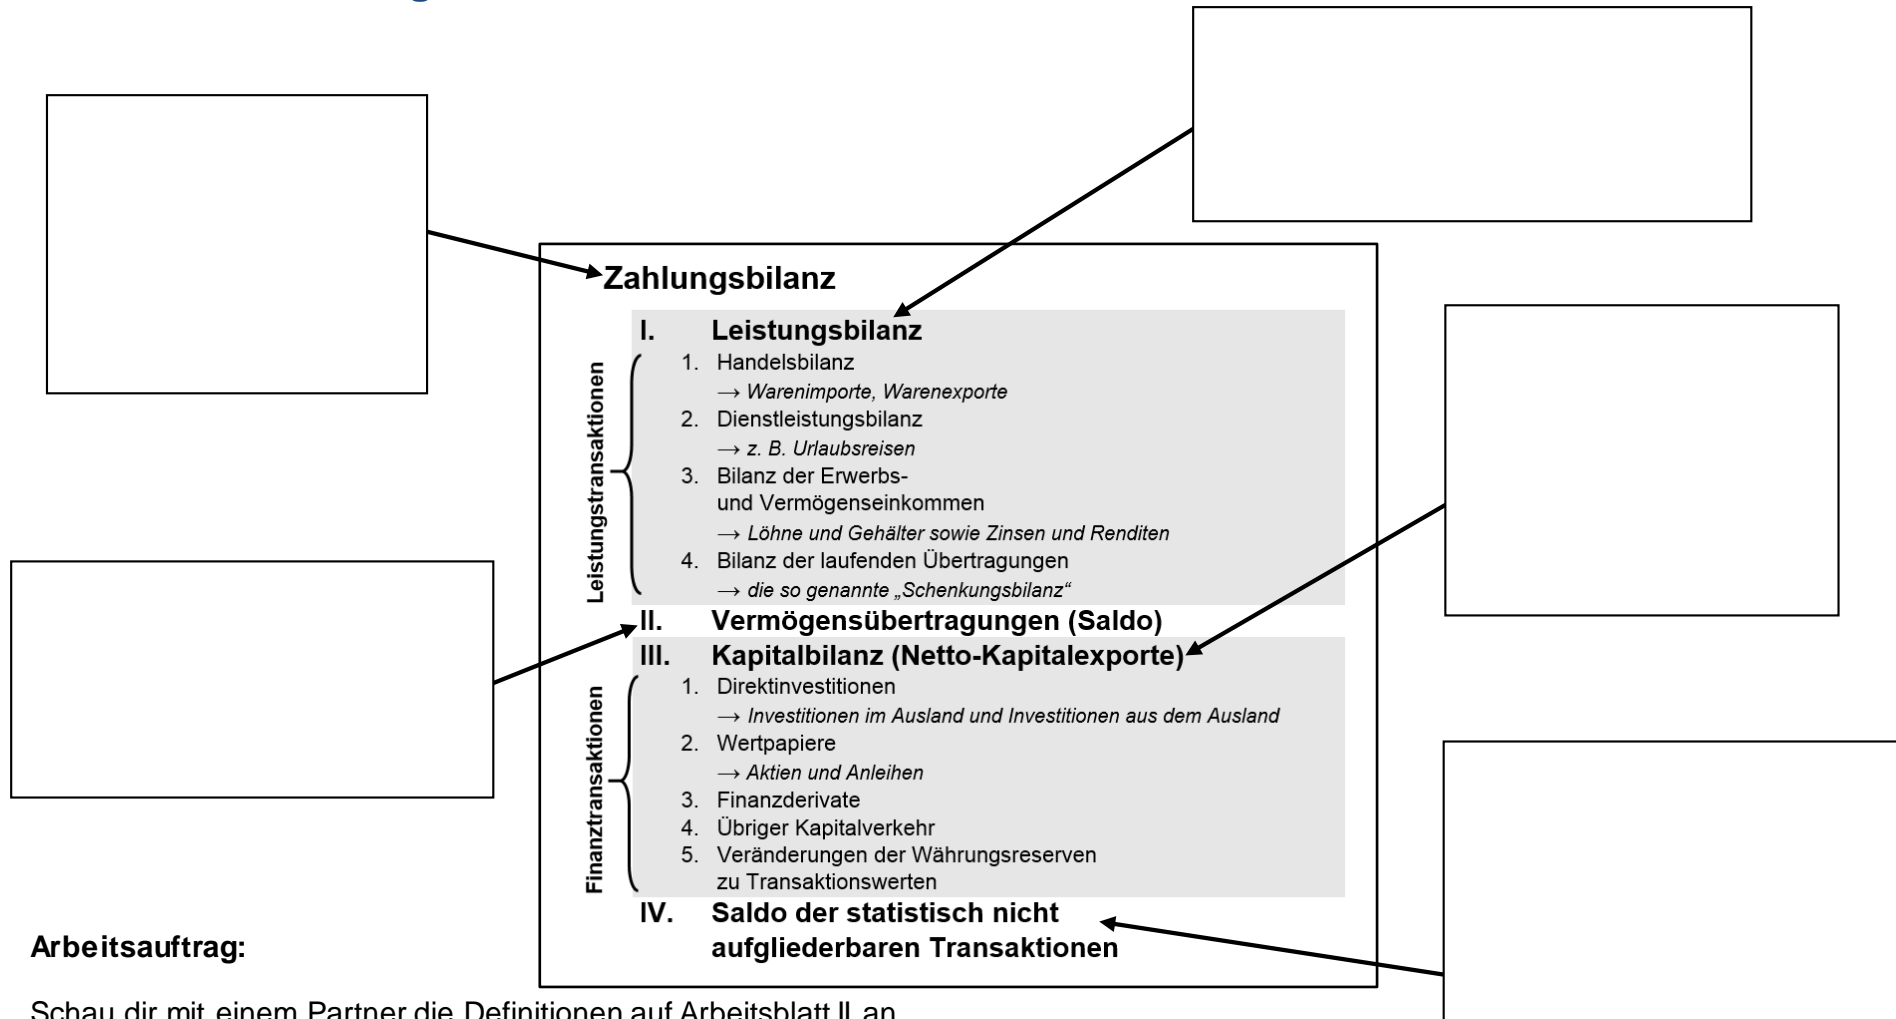 Zahlungsbilanz
I. Leistungsbilanz
Leistungstransaktionen
1. Handelsbilanz
→ Warenimporte, Warenexporte
2. Dienstleistungsbilanz
→ z. B. Urlaubsreisen
3. Bilanz der Erwerbs-
und Vermögenseinkommen
→ Löhne und Gehälter sowie Zinsen und Renditen
4. Bilanz der laufenden Übertragungen
→ die so genannte „Schenkungsbilanz“
II. Vermögensübertragungen (Saldo)
III. Kapitalbilanz (Netto-Kapitalexporte)
Finanztransaktionen
1. Direktinvestitionen
→ Investitionen im Ausland und Investitionen aus dem Ausland
2. Wertpapiere
→ Aktien und Anleihen
3. Finanzderivate
4. Übriger Kapitalverkehr
5. Veränderungen der Währungsreserven
zu Transaktionswerten
IV. Saldo der statistisch nicht
aufgliederbaren Transaktionen
Arbeitsauftrag:
Schau dir mit einem Partner die Definitionen auf Arbeitsblatt II an